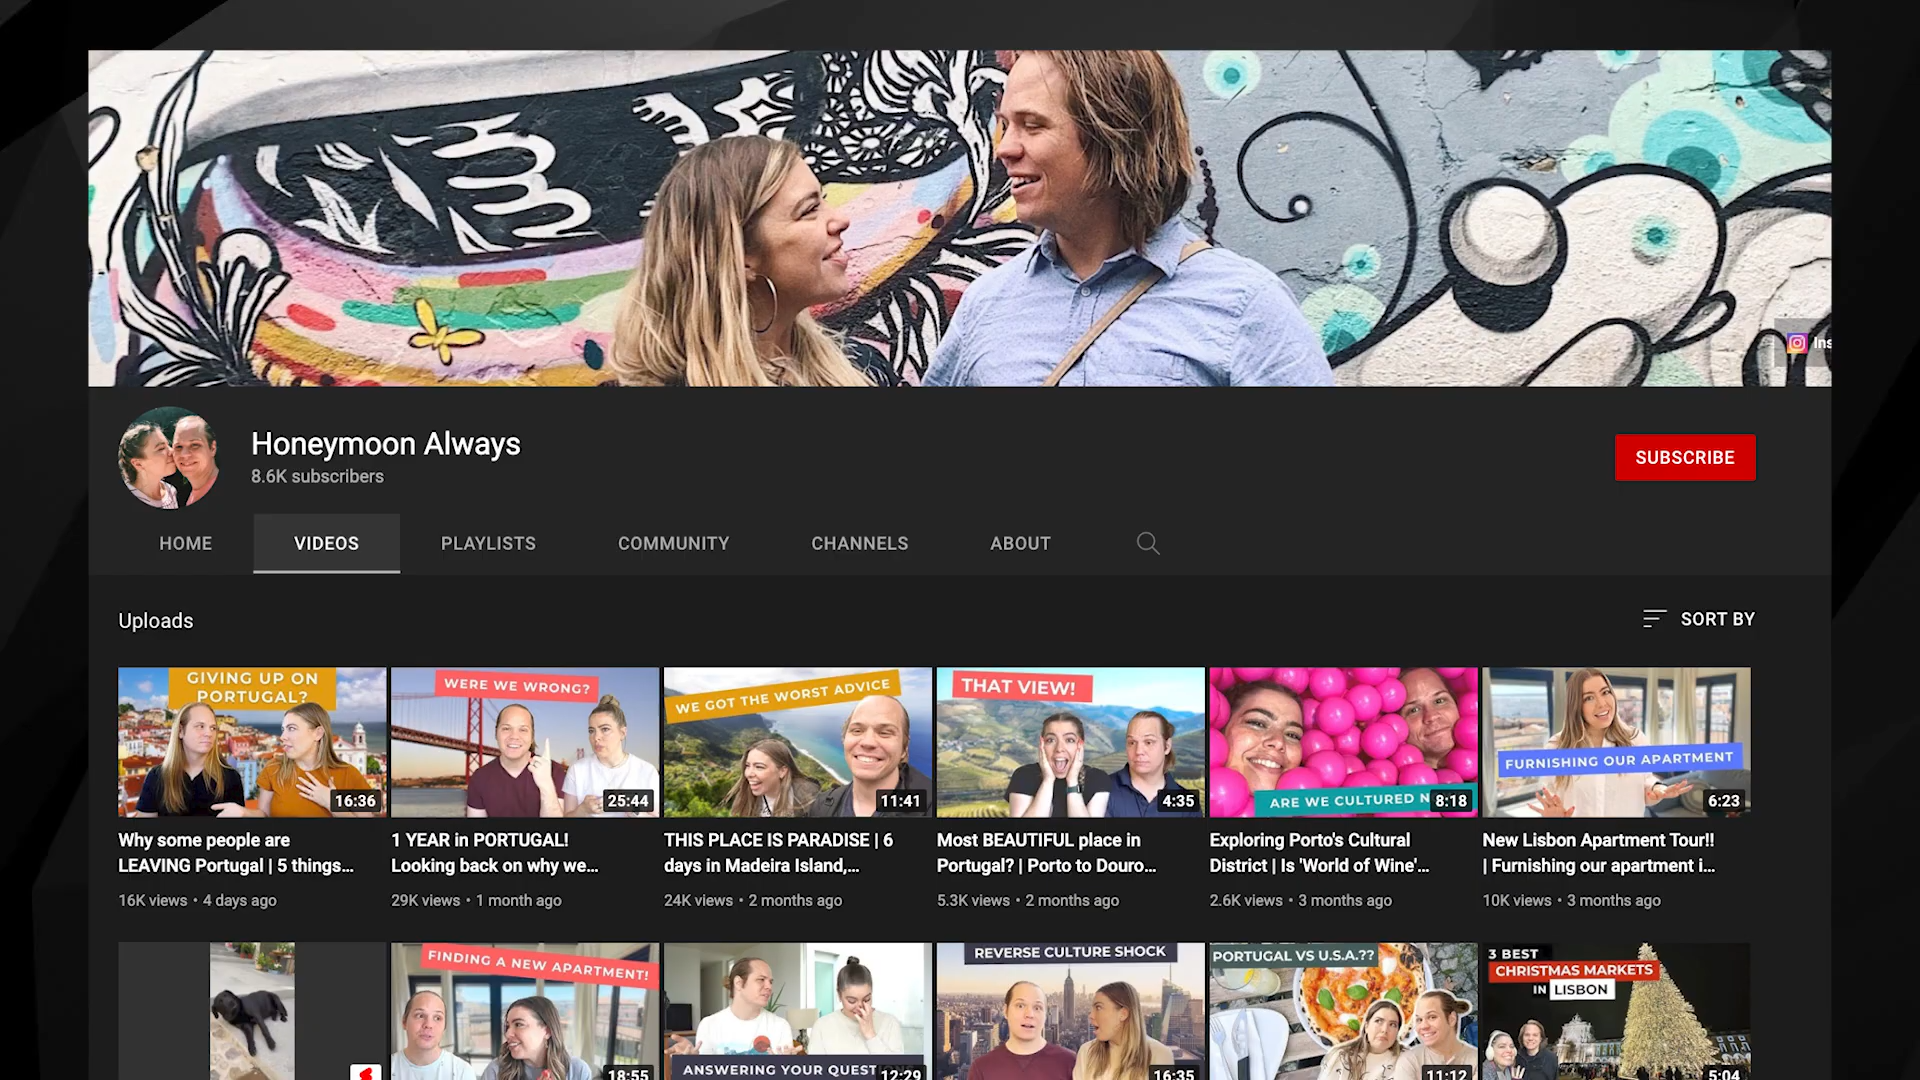 Ins
Honeymoon Always
8.6K subscribers
SUBSCRIBE
HOME
VIDEOS
PLAYLISTS
COMMUNITY
CHANNELS
ABOUT
Uploads
SORT BY
GIVING UP ON
PORTUGAL?
16:36
WERE WE WRONG?
25:44
WE GOT THE WORST ADVICE
11:41
THAT VIEW!
4:35
ARE WE CULTURED N
8:18
FURNISHING OUR APARTMENT
6:23
Why some people are
LEAVING Portugal | 5 things...
16K views • 4 days ago
1 YEAR in PORTUGAL!
Looking back on why we...
29K views • 1 month ago
THIS PLACE IS PARADISE | 6
days in Madeira Island,...
24K views • 2 months ago
Most BEAUTIFUL place in
Portugal? | Porto to Douro...
5.3K views • 2 months ago
Exploring Porto's Cultural
District | Is 'World of Wine'...
2.6K views • 3 months ago
New Lisbon Apartment Tour!!
| Furnishing our apartment i...
10K views • 3 months ago
FINDING A NEW APARTMENT!
18:55
ANSWERING YOUR QUEST
12:29
REVERSE CULTURE SHOCK
16:35
PORTUGAL VS U.S.A.??
11:12
3 BEST
CHRISTMAS MARKETS
IN LISBON
5:04